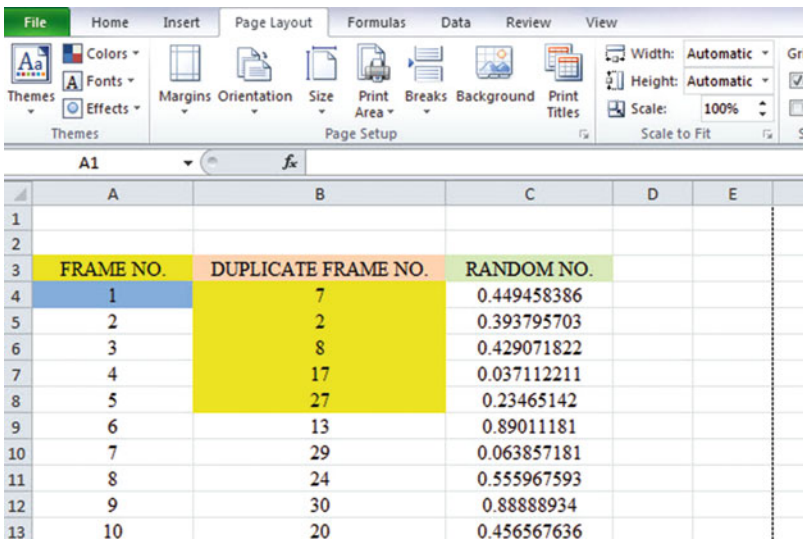 File Home Insert Page Layout Formulas Data Review View
Aa Colors Width: Automatic
A Fonts Height: Automatic
Themes Effects Margins Orientation Size Print Area Breaks Background Print Titles Scale: 100%
Themes Page Setup Scale to Fit
A1 fx
A B C D E
1
2
3 FRAME NO. DUPLICATE FRAME NO. RANDOM NO.
4 1 7 0.449458386
5 2 2 0.393795703
6 3 8 0.429071822
7 4 17 0.037112211
8 5 27 0.23465142
9 6 13 0.89011181
10 7 29 0.063857181
11 8 24 0.555967593
12 9 30 0.88888934
13 10 20 0.456567636